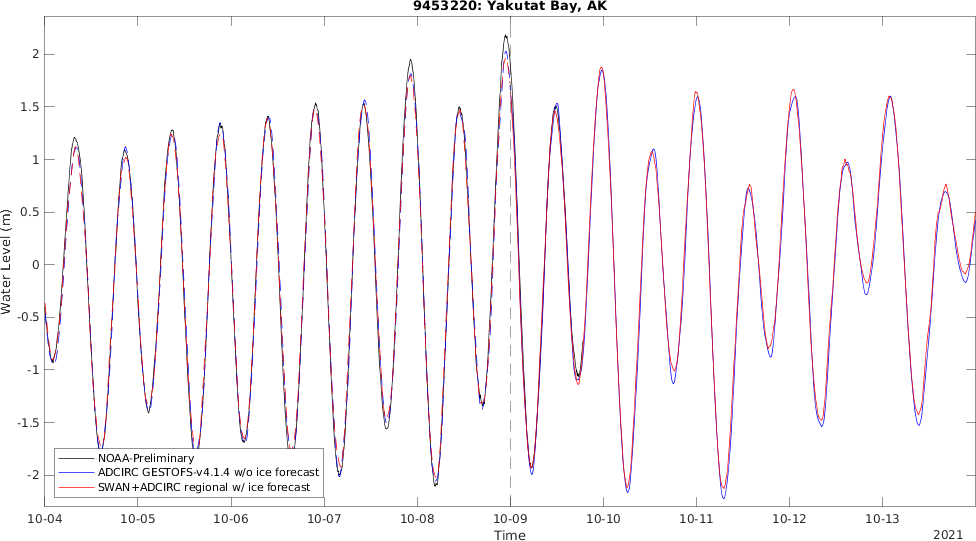 9453220: Yakutat Bay, AK
Water Level (m)
2
1.5
1
0.5
0
-0.5
-1
-1.5
-2
NOAA-Preliminary
ADCIRC GESTOFS-v4.1.4 w/o ice forecast
SWAN+ADCIRC regional w/ ice forecast
10-04 10-05 10-06 10-07 10-08 10-09 10-10 10-11 10-12 10-13
Time
2021